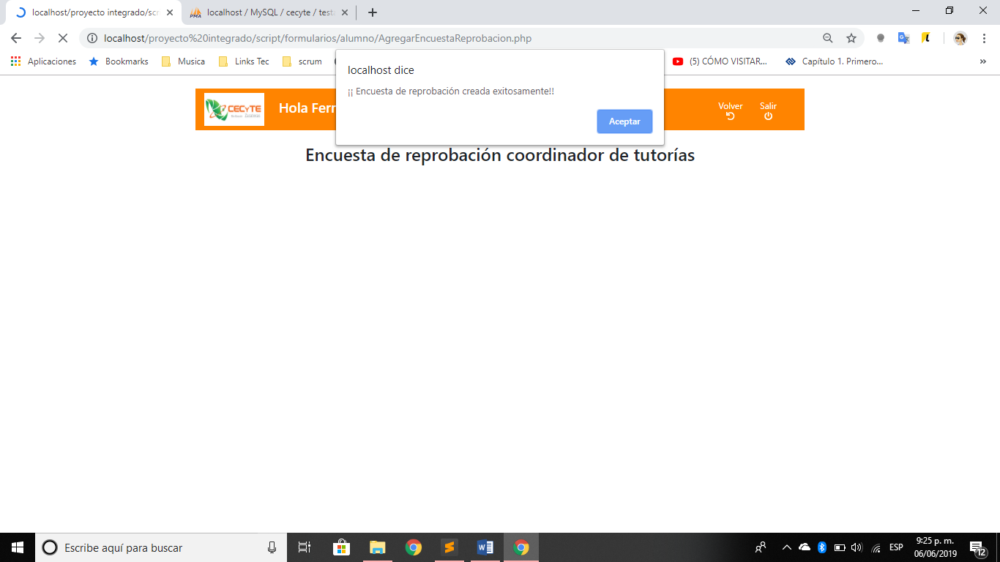 localhost/proyecto integrado/scr
localhost / MySQL / cecyte / test
localhost/proyecto%20integrado/script/formularios/alumno/AgregarEncuestaReprobacion.php
Aplicaciones
Bookmarks
Musica
Links Tec
scrum
(5) CÓMO VISITAR...
Capítulo 1. Primero...
»
localhost dice
¡¡ Encuesta de reprobación creada exitosamente!!
Aceptar
CECyTE
Hola Ferr
Volver
Salir
Encuesta de reprobación coordinador de tutorías
Escribe aquí para buscar
ESP
9:25 p. m.
06/06/2019
12